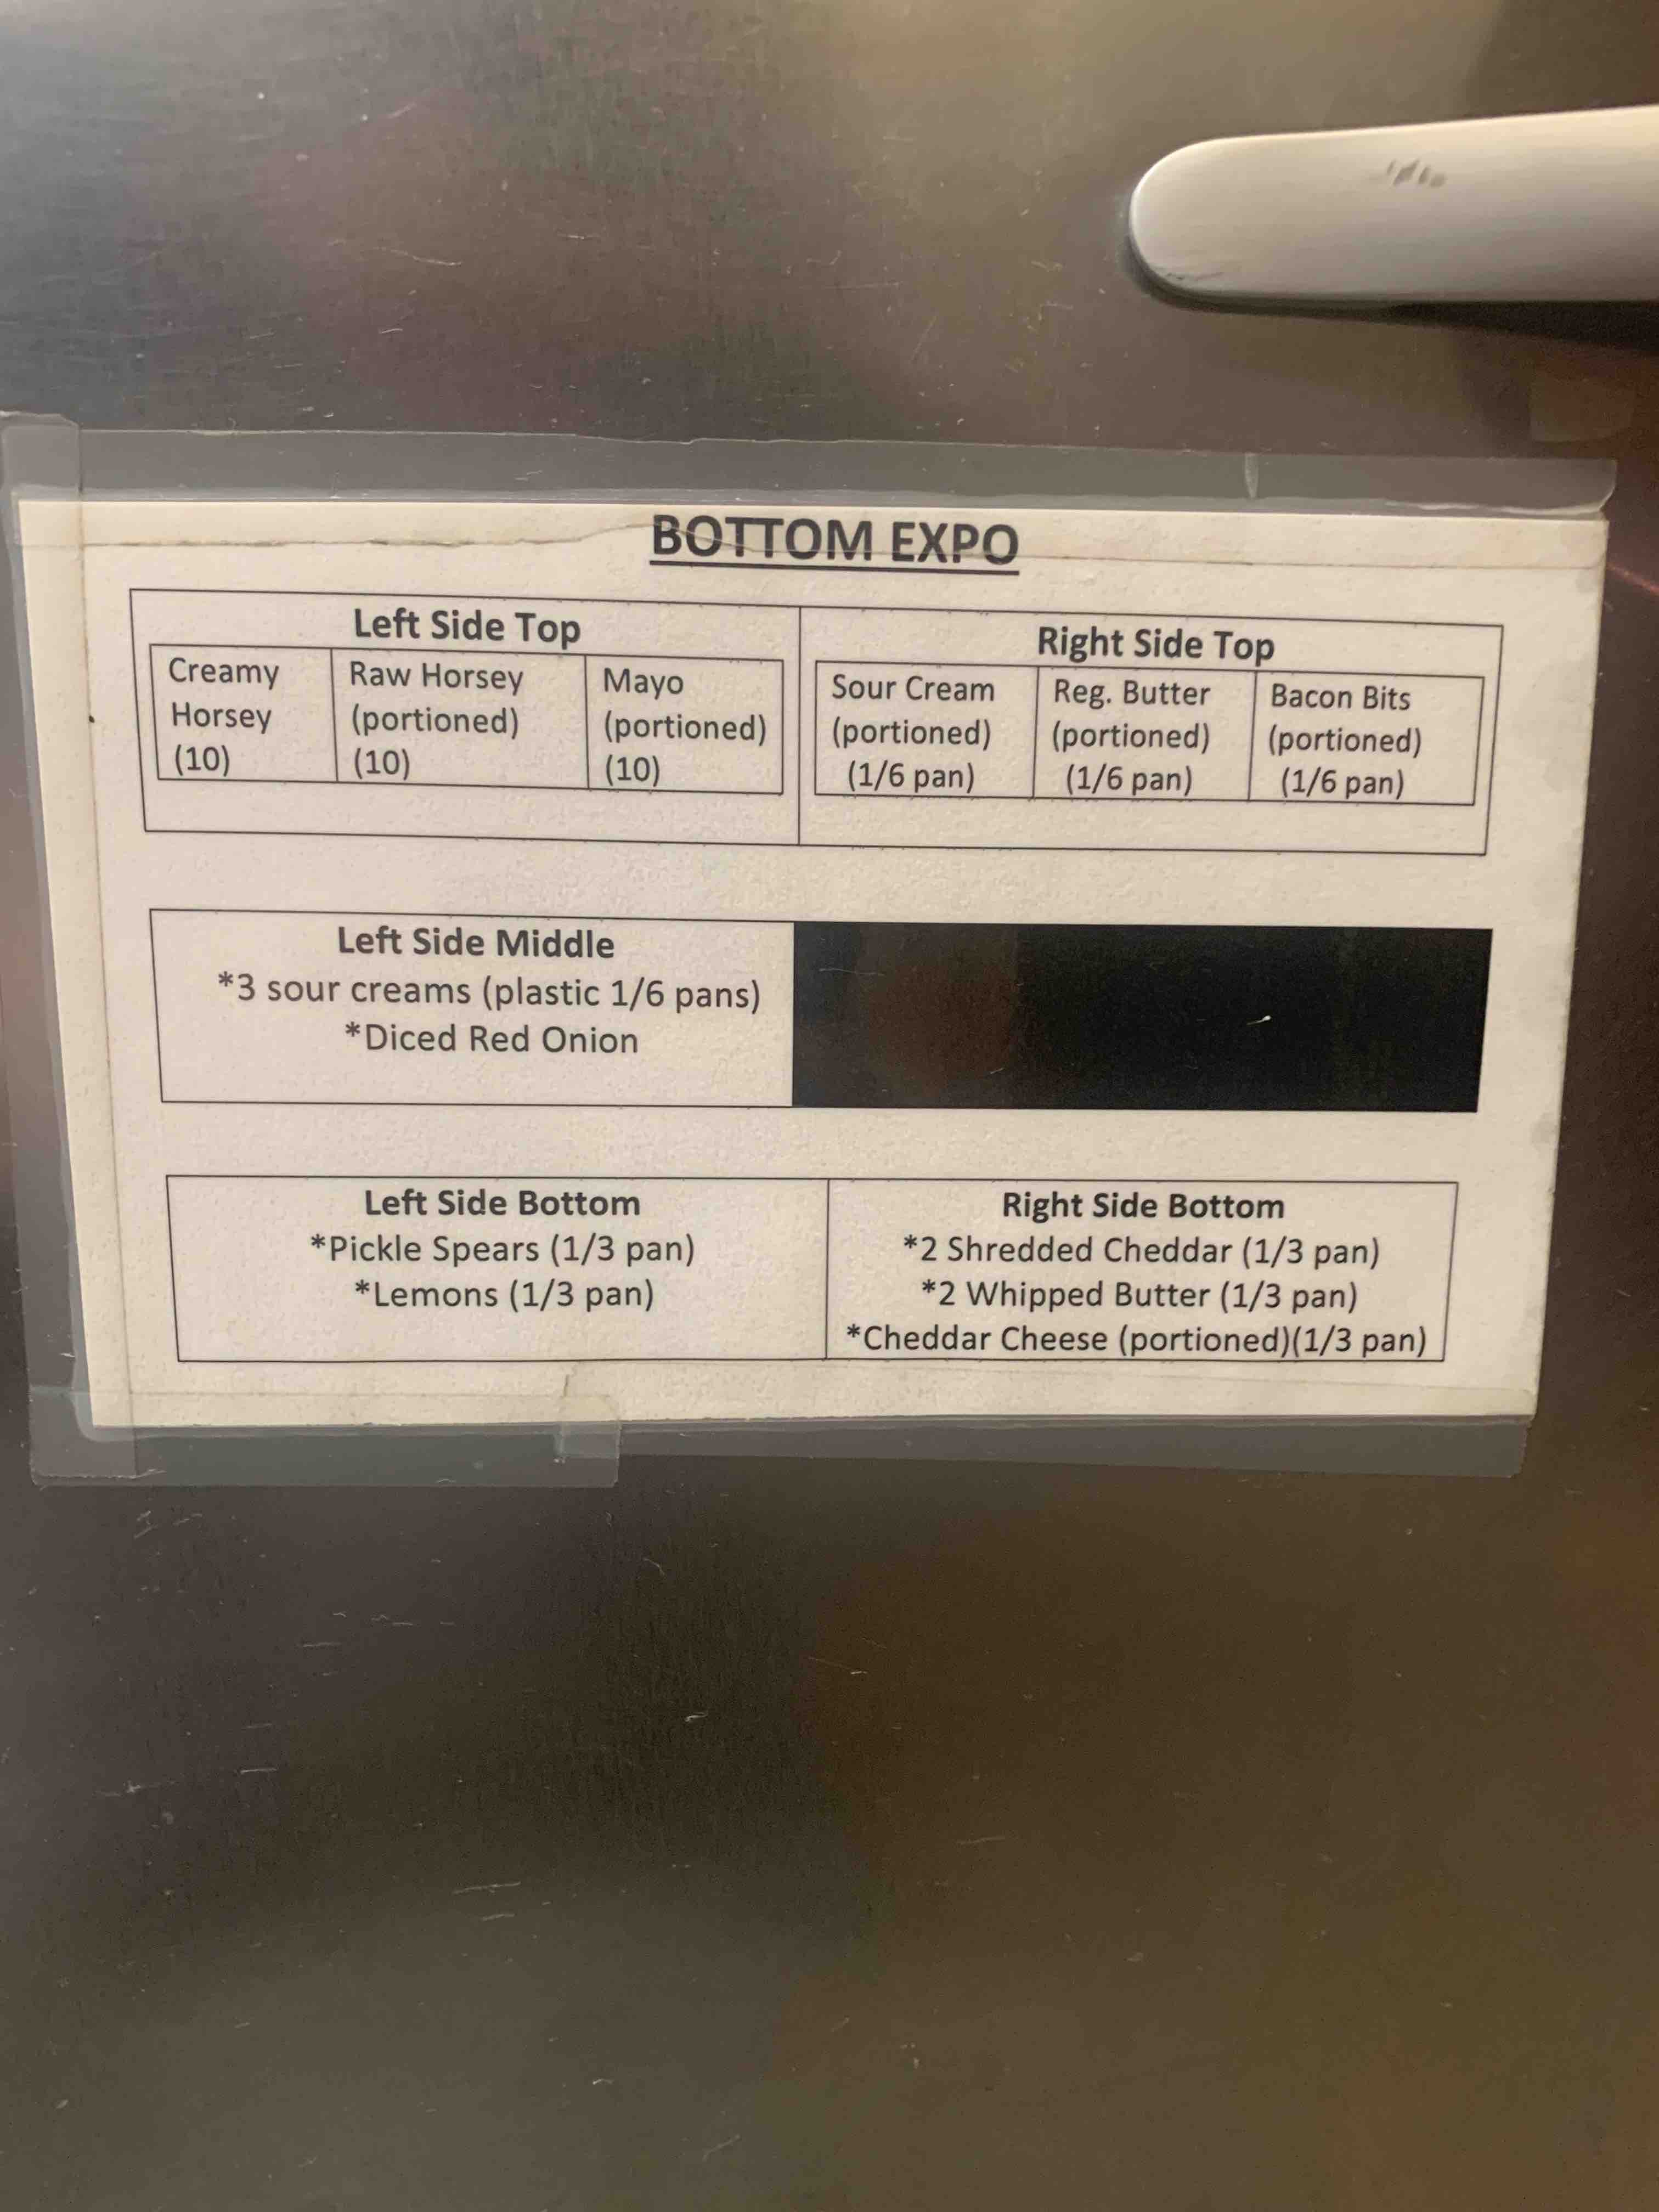 BOTTOM EXPO
Left Side Top
Creamy
Horsey
(10)
Raw Horsey
(portioned)
(10)
Mayo
(portioned)
(10)
Right Side Top
Sour Cream
(portioned)
(1/6 pan)
Reg. Butter
(portioned)
(1/6 pan)
Bacon Bits
(portioned)
(1/6 pan)
Left Side Middle
*3 sour creams (plastic 1/6 pans)
*Diced Red Onion
Left Side Bottom
*Pickle Spears (1/3 pan)
*Lemons (1/3 pan)
Right Side Bottom
*2 Shredded Cheddar (1/3 pan)
*2 Whipped Butter (1/3 pan)
*Cheddar Cheese (portioned)(1/3 pan)